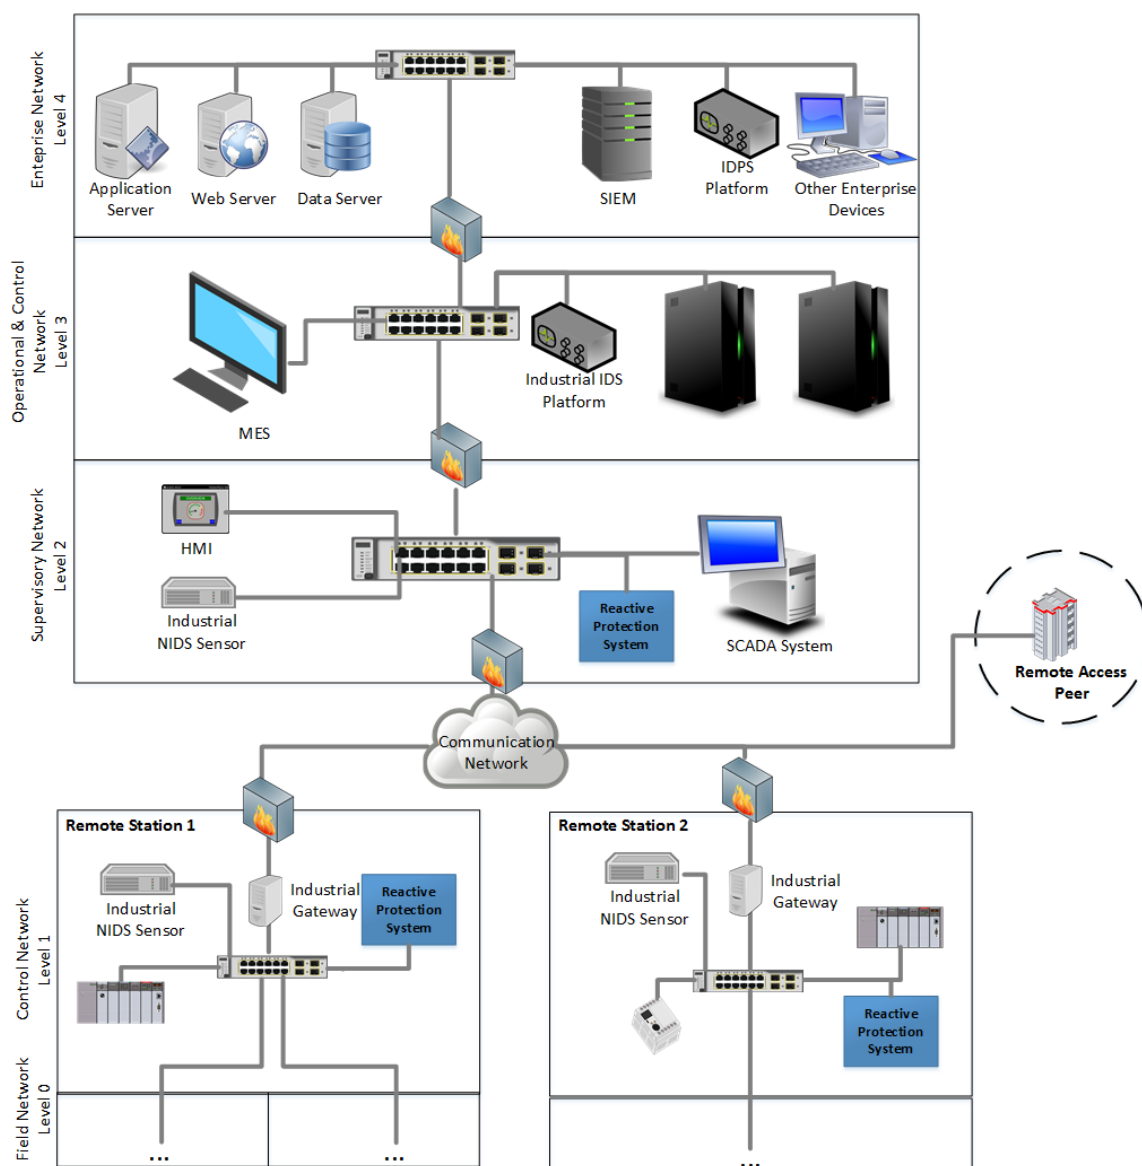 Enteprise Network
Level 4
Application
Server
Web Server
Data Server
SIEM
IDPS
Platform
Other Enterprise
Devices
Operational & Control
Network
Level 3
MES
Industrial IDS
Platform
Supervisory Network
Level 2
HMI
Industrial
NIDS Sensor
Reactive
Protection
System
SCADA System
Remote Access
Peer
Communication
Network
Control Network
Level 1
Remote Station 1
Industrial
NIDS Sensor
Industrial
Gateway
Reactive
Protection
System
Remote Station 2
Industrial
NIDS Sensor
Industrial
Gateway
Reactive
Protection
System
Field Network
Level 0
...
...
...